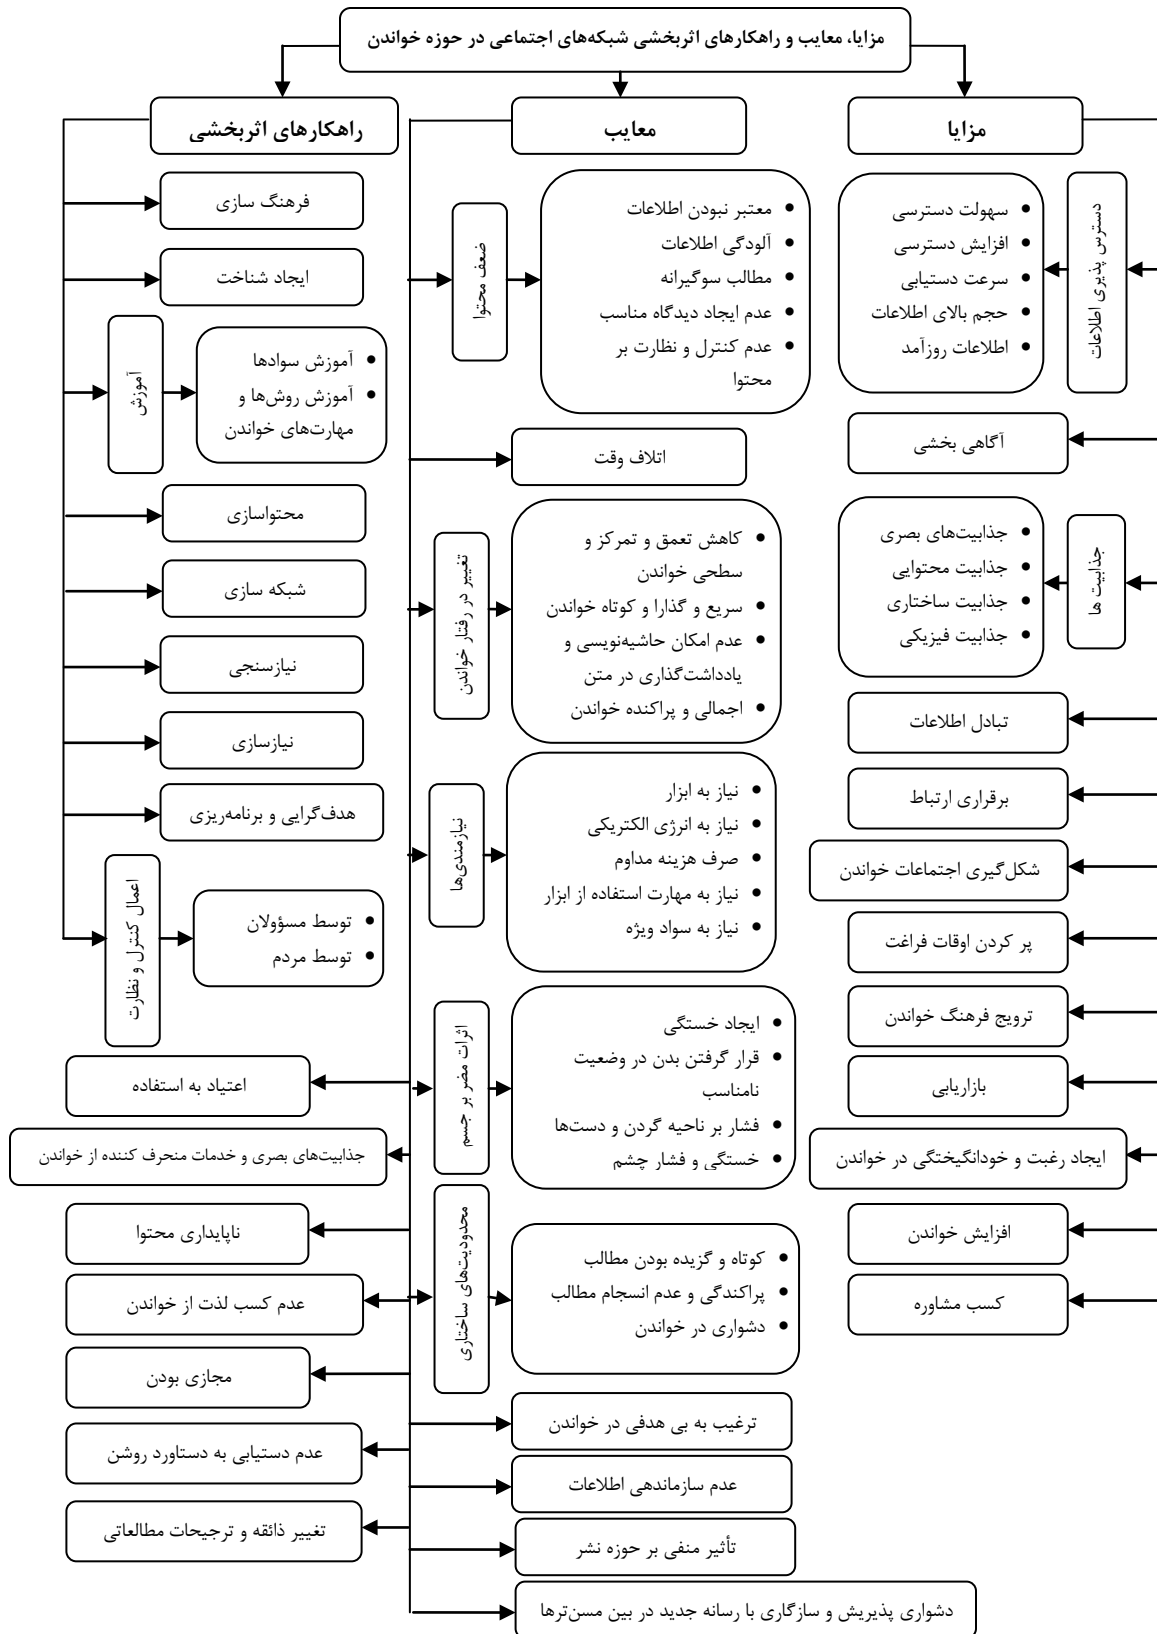 مزایا، معایب و راهکارهای اثربخشی شبکه‌های اجتماعی در حوزه خواندن
مزایا
دسترس پذیری اطلاعات
سهولت دسترسی
افزایش دسترسی
سرعت دستیابی
حجم بالای اطلاعات
اطلاعات روزآمد
آگاهی بخشی
جذابیت ها
جذابیت‌های بصری
جذابیت محتوایی
جذابیت ساختاری
جذابیت فیزیکی
تبادل اطلاعات
برقراری ارتباط
شکل‌گیری اجتماعات خواندن
پر کردن اوقات فراغت
ترویج فرهنگ خواندن
بازاریابی
ایجاد رغبت و خودانگیختگی در خواندن
افزایش خواندن
کسب مشاوره
معایب
ضعف محتوا
معتبر نبودن اطلاعات
آلودگی اطلاعات
مطالب سوگیرانه
عدم ایجاد دیدگاه مناسب
عدم کنترل و نظارت بر
محتوا
اتلاف وقت
تغییر در رفتار خواندن
کاهش تعمق و تمرکز و
سطحی خواندن
سریع و گذارا و کوتاه خواندن
عدم امکان حاشیه‌نویسی و
یادداشت‌گذاری در متن
اجمالی و پراکنده خواندن
نیازمندی‌ها
نیاز به ابزار
نیاز به انرژی الکتریکی
صرف هزینه مداوم
نیاز به مهارت استفاده از ابزار
نیاز به سواد ویژه
اثرات مضر بر جسم
ایجاد خستگی
قرار گرفتن بدن در وضعیت
نامناسب
فشار بر ناحیه گردن و دست‌ها
خستگی و فشار چشم
محدودیت‌های ساختاری
کوتاه و گزیده بودن مطالب
پراکندگی و عدم انسجام مطالب
دشواری در خواندن
ترغیب به بی هدفی در خواندن
عدم سازماندهی اطلاعات
تأثیر منفی بر حوزه نشر
دشواری پذیریش و سازگاری با رسانه جدید در بین مسن‌ترها
اعتیاد به استفاده
جذابیت‌های بصری و خدمات منحرف کننده از خواندن
ناپایداری محتوا
عدم کسب لذت از خواندن
مجازی بودن
عدم دستیابی به دستاورد روشن
تغییر ذائقه و ترجیحات مطالعاتی
راهکارهای اثربخشی
فرهنگ سازی
ایجاد شناخت
آموزش
آموزش سوادها
آموزش روش‌ها و
مهارت‌های خواندن
محتواسازی
شبکه سازی
نیازسنجی
نیازسازی
هدف‌گرایی و برنامه‌ریزی
اعمال کنترل و نظارت
توسط مسؤولان
توسط مردم